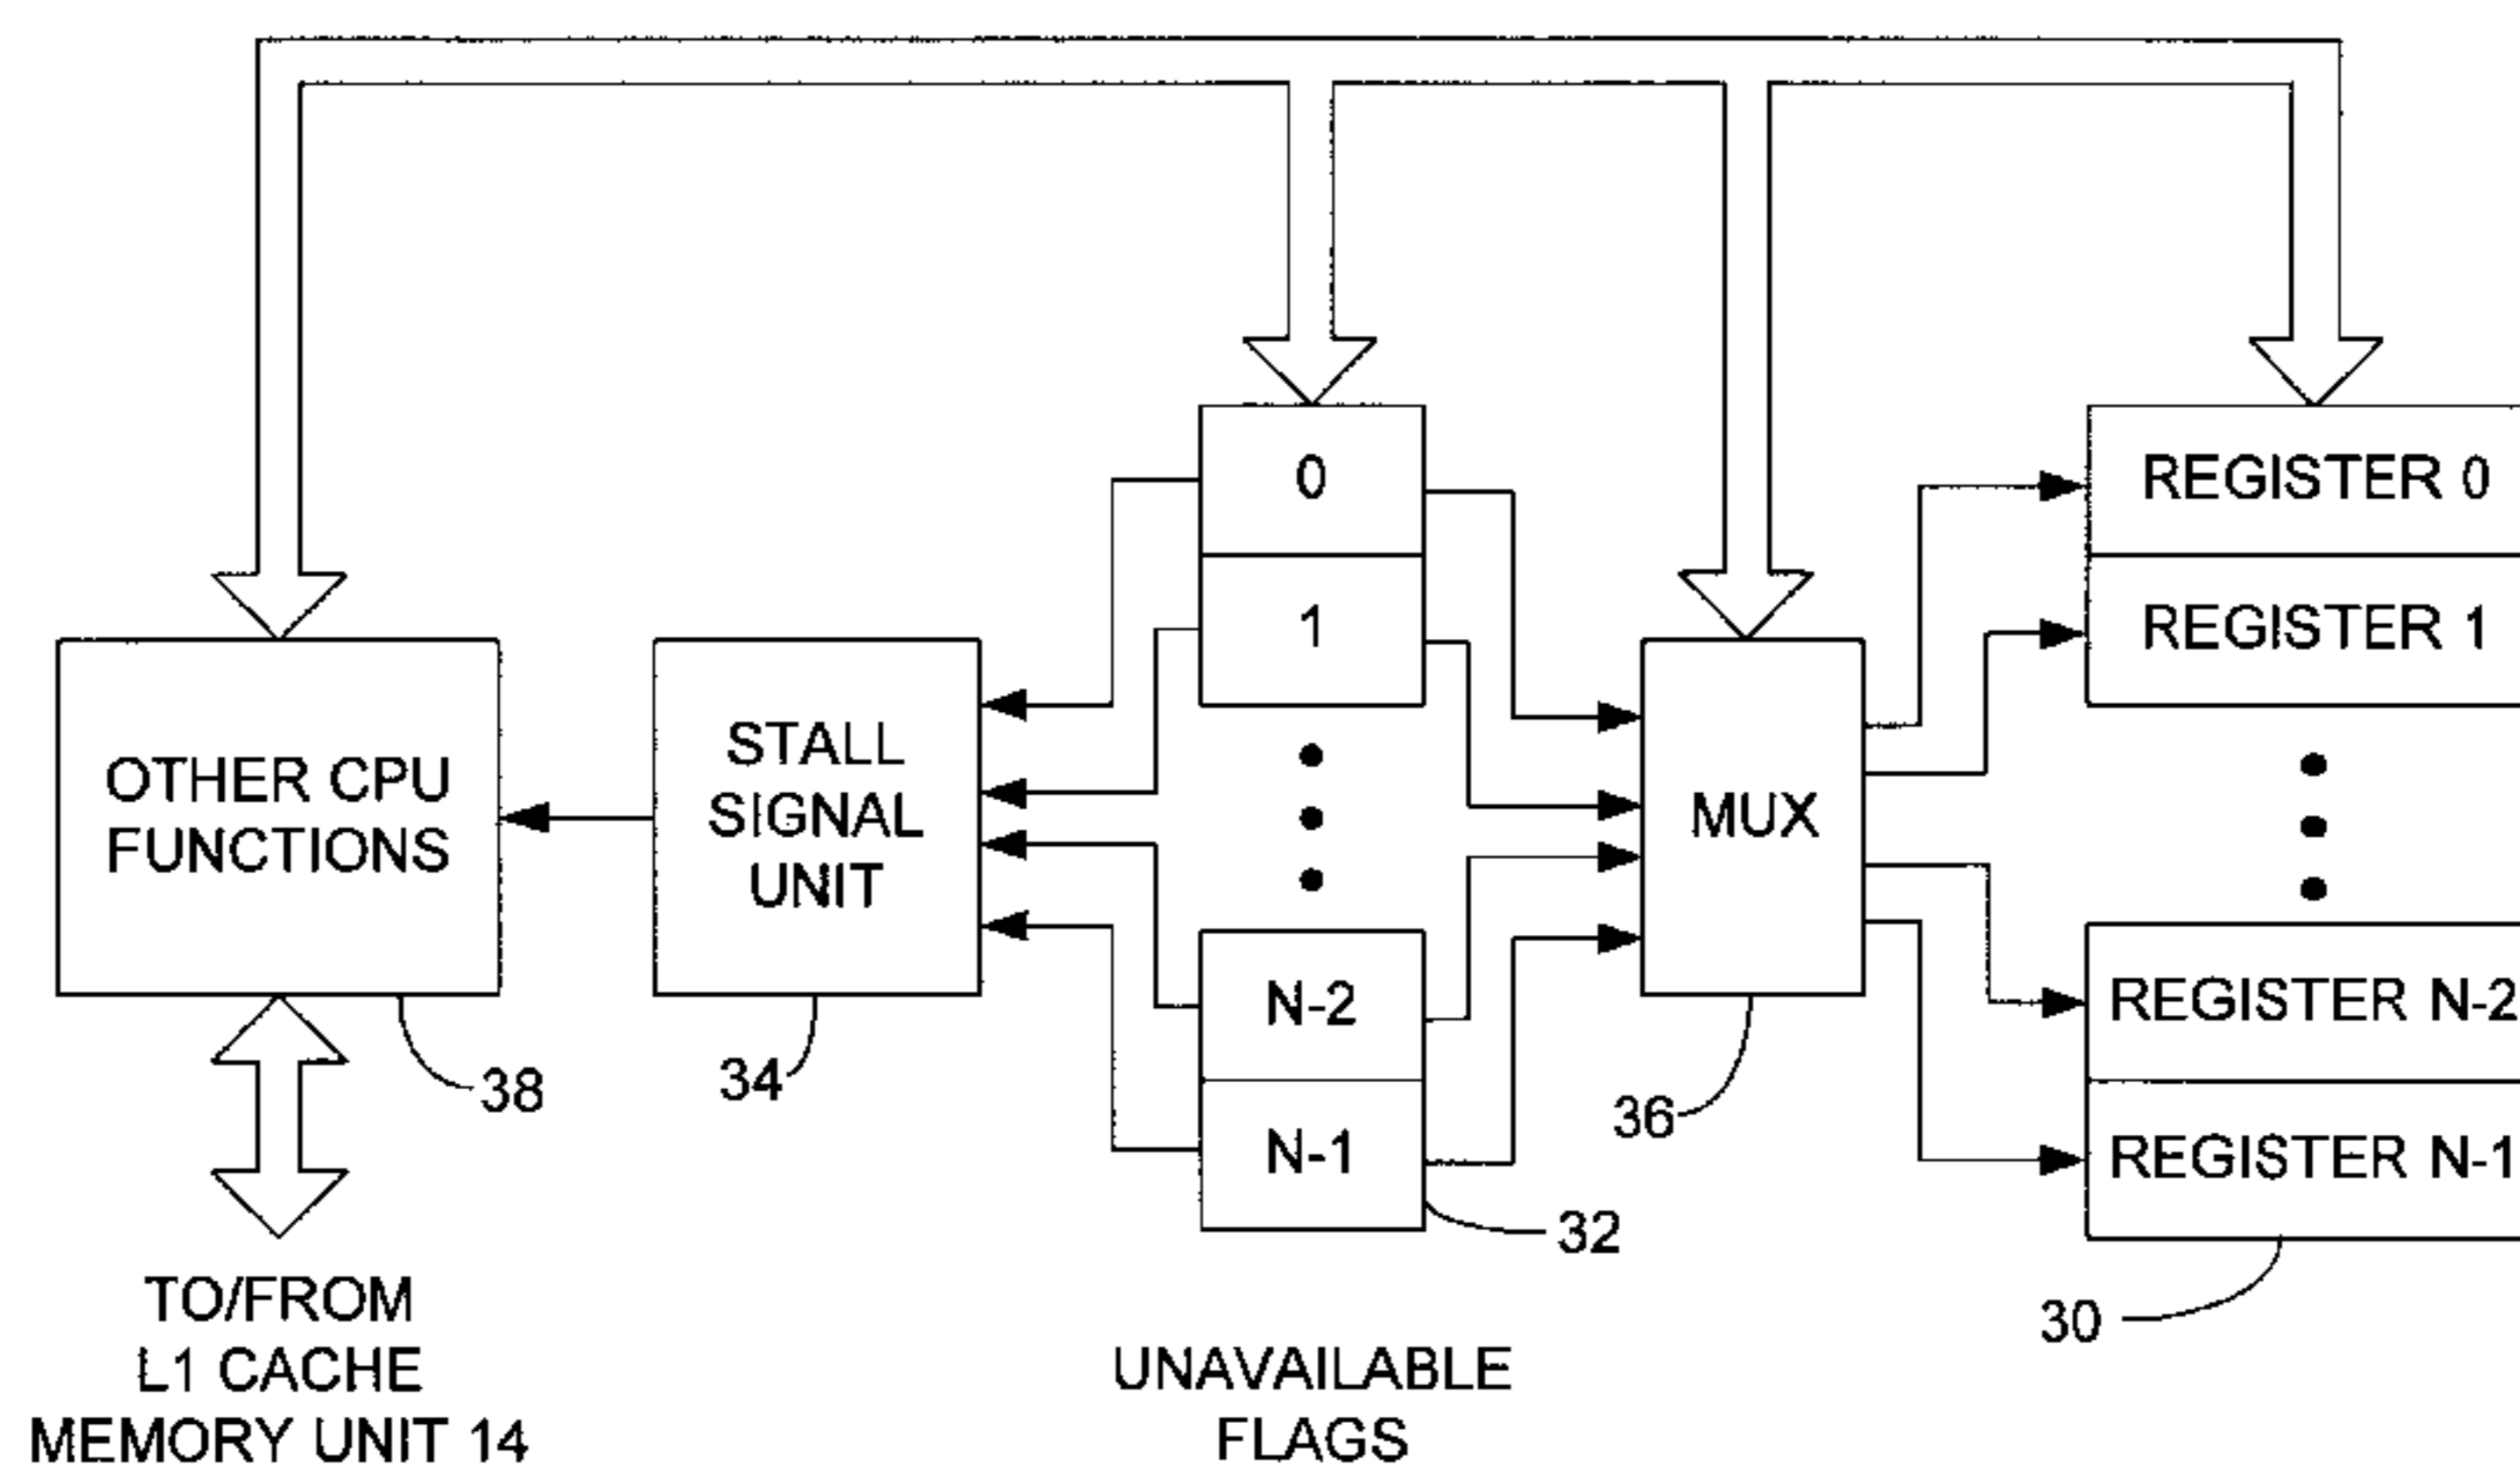 0
1
N-2
N-1
REGISTER 0
REGISTER 1
REGISTER N-2
REGISTER N-1
OTHER CPU
FUNCTIONS
STALL
SIGNAL
UNIT
MUX
38
34
36
32
30
TO/FROM
L1 CACHE
MEMORY UNIT 14
UNAVAILABLE
FLAGS